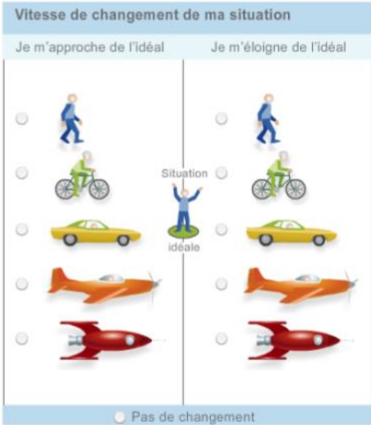 Vitesse de changement de ma situation
Je m’approche de l’idéal
Je m’éloigne de l’idéal
Situation
idéale
Pas de changement